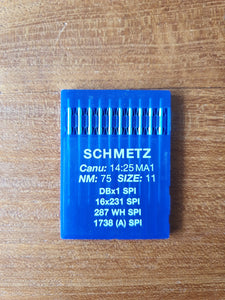 SCHMETZ
Canu: 14:25 MA1
NM: 75 SIZE: 11
DBx1 SPI
16x231 SPI
287 WH SPI
1738 (A) SPI